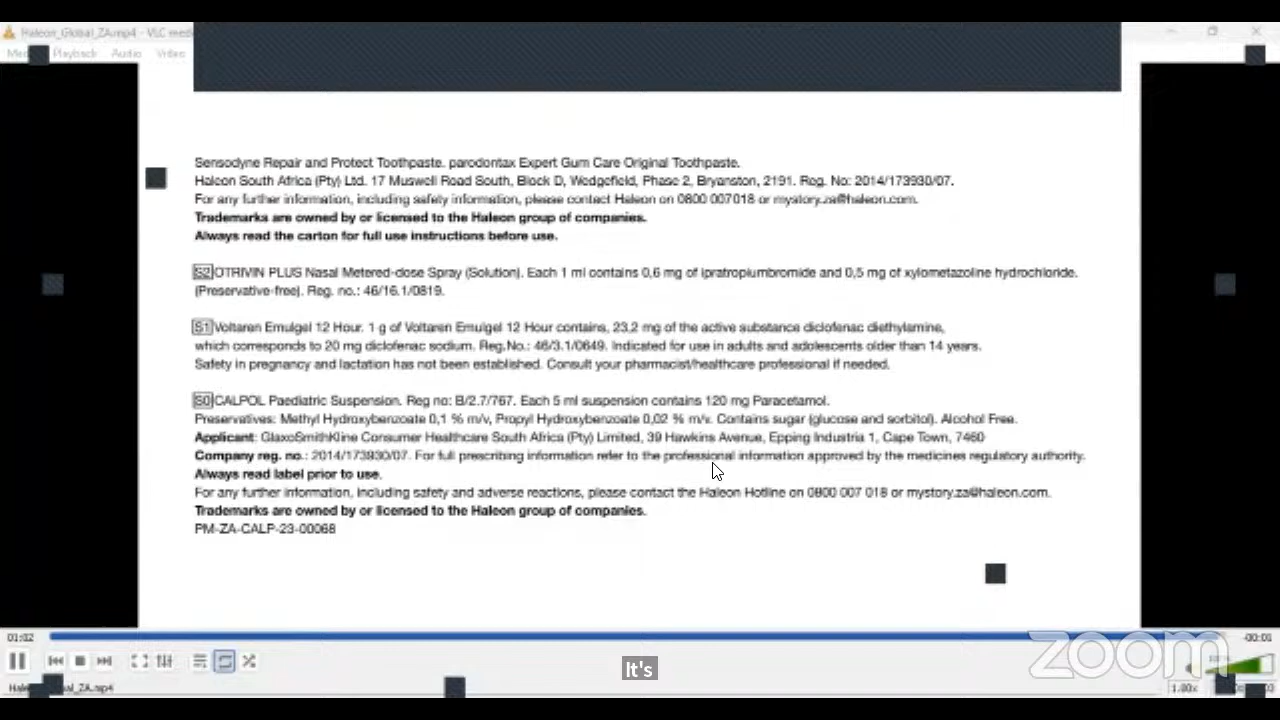 Haleon_Global_ZA.mp4 - VLC med
Playback Audio Video
Sensodyne Repair and Protect Toothpaste. parodontax Expert Gum Care Original Toothpaste.
Haleon South Africa (Pty) Ltd. 17 Muswell Road South, Block D, Wedgefield, Phase 2, Bryanston, 2191. Reg. No: 2014/173930/07.
For any further information, including safety information, please contact Haleon on 0800 007018 or mystory.za@haleon.com.
Trademarks are owned by or licensed to the Haleon group of companies.
Always read the carton for full use instructions before use.
S2 OTRIVIN PLUS Nasal Metered-dose Spray (Solution). Each 1 ml contains 0,6 mg of ipratropiumbromide and 0,5 mg of xylometazoline hydrochloride.
(Preservative-free). Reg. no.: 46/16.1/0819.
S1 Voltaren Emulgel 12 Hour. 1 g of Voltaren Emulgel 12 Hour contains, 23,2 mg of the active substance diclofenac diethylamine,
which corresponds to 20 mg diclofenac sodium. Reg.No.: 46/3.1/0649. Indicated for use in adults and adolescents older than 14 years.
Safety in pregnancy and lactation has not been established. Consult your pharmacist/healthcare professional if needed.
S0 CALPOL Paediatric Suspension. Reg no: B/2.7/767. Each 5 ml suspension contains 120 mg Paracetamol.
Preservatives: Methyl Hydroxybenzoate 0,1 % m/v, Propyl Hydroxybenzoate 0,02 % m/v. Contains sugar (glucose and sorbitol). Alcohol Free.
Applicant: GlaxoSmithKline Consumer Healthcare South Africa (Pty) Limited, 39 Hawkins Avenue, Epping Industria 1, Cape Town, 7460
Company reg. no.: 2014/173930/07. For full prescribing information refer to the professional information approved by the medicines regulatory authority.
Always read label prior to use.
For any further information, including safety and adverse reactions, please contact the Haleon Hotline on 0800 007 018 or mystory.za@haleon.com.
Trademarks are owned by or licensed to the Haleon group of companies.
PM-ZA-CALP-23-00068
01:02
-00:01
zoom
It's
1.00x